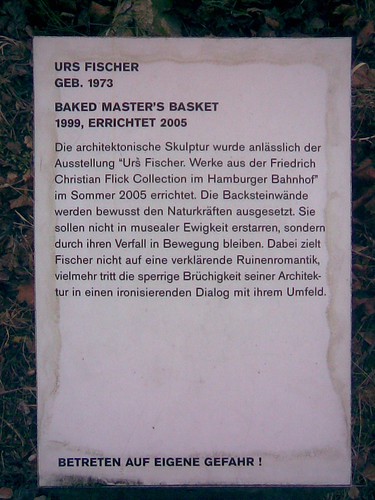 URS FISCHER
GEB. 1973
BAKED MASTER'S BASKET
1999, ERRICHTET 2005
Die architektonische Skulptur wurde anlässlich der
Ausstellung "Urs Fischer. Werke aus der Friedrich
Christian Flick Collection im Hamburger Bahnhof"
im Sommer 2005 errichtet. Die Backsteinwände
werden bewusst den Naturkräften ausgesetzt. Sie
sollen nicht in musealer Ewigkeit erstarren, sondern
durch ihren Verfall in Bewegung bleiben. Dabei zielt
Fischer nicht auf eine verklärende Ruinenromantik,
vielmehr tritt die sperrige Brüchigkeit seiner Architek-
tur in einen ironisierenden Dialog mit ihrem Umfeld.
BETRETEN AUF EIGENE GEFAHR !